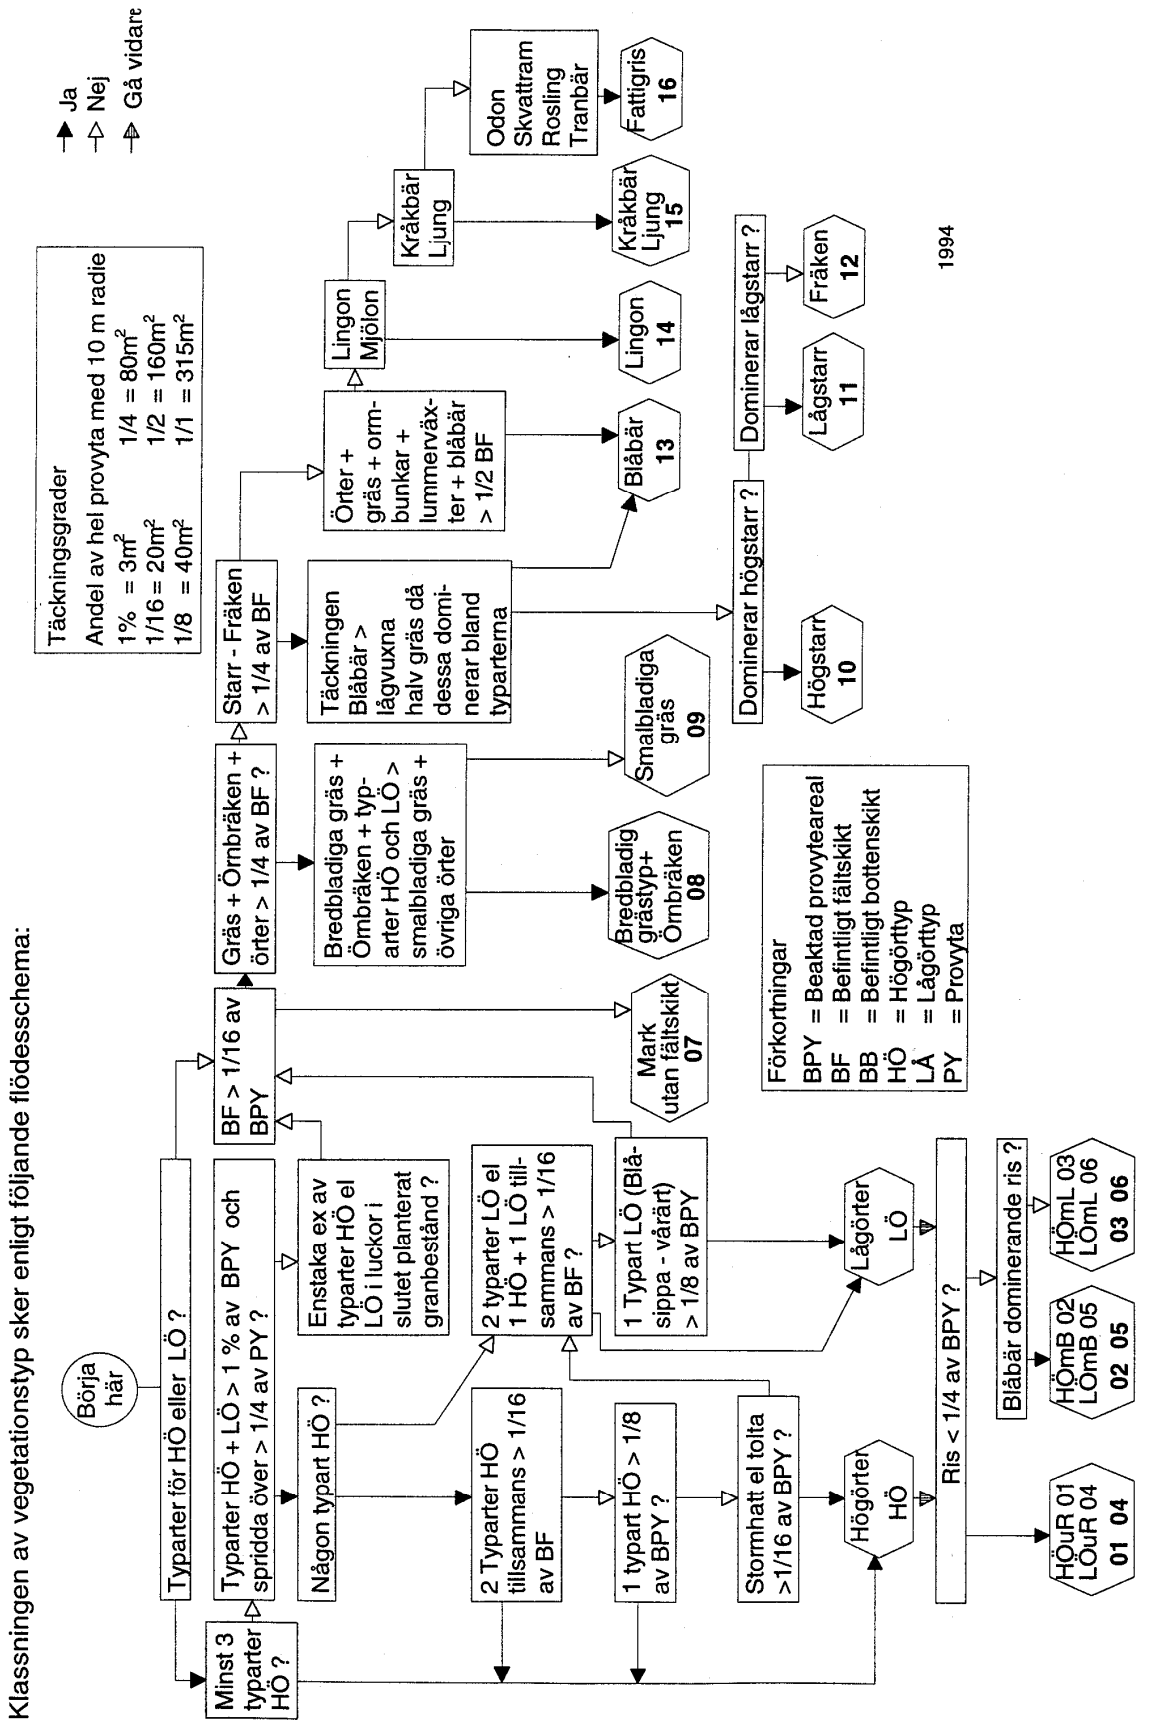 Klassningen av vegetationstyp sker enligt följande flödesschema:
Börja
här
Täckningsgrader
Andel av hel provyta med 10 m radie
1% = 3m² 1/4 = 80m²
1/16 = 20m² 1/2 = 160m²
1/8 = 40m² 1/1 = 315m²
Ja
Nej
Gå vidare
Typarter för HÖ eller LÖ ?
Minst 3
typarter
HÖ ?
Typarter HÖ + LÖ > 1 % av BPY och
spridda över > 1/4 av PY ?
BF > 1/16 av
BPY
Gräs + Örnbräken +
örter > 1/4 av BF ?
Starr - Fräken
> 1/4 av BF
Någon typart HÖ ?
Enstaka ex av
typarter HÖ el
LÖ i luckor i
slutet planterat
granbestånd ?
Bredbladiga gräs +
Örnbräken + typ-
arter HÖ och LÖ >
smalbladiga gräs +
övriga örter
Täckningen
Blåbär >
lågvuxna
halv gräs då
dessa domi-
nerar bland
typarterna
Örter +
gräs + orm-
bunkar +
lummerväx-
ter + blåbär
> 1/2 BF
Lingon
Mjölon
Kråkbär
Ljung
Odon
Skvattram
Rosling
Tranbär
2 Typarter HÖ
tillsammans > 1/16
av BF
2 typarter LÖ el
1 HÖ + 1 LÖ till-
sammans > 1/16
av BF ?
1 typart HÖ > 1/8
av BPY ?
1 Typart LÖ (Blå-
sippa - vårärt)
> 1/8 av BPY
Mark
utan fältskikt
07
Bredbladig
grästyp+
Örnbräken
08
Smalbladiga
gräs
09
Blåbär
13
Lingon
14
Kråkbär
Ljung
15
Fattigris
16
Stormhatt el tolta
>1/16 av BPY ?
Dominerar högstarr ?
Dominerar lågstarr ?
Högstarr
10
Lågstarr
11
Fräken
12
Högörter
HÖ
Lågörter
LÖ
Förkortningar
BPY = Beaktad provyteareal
BF = Befintligt fältskikt
BB = Befintligt bottenskikt
HÖ = Högörttyp
LÅ = Lågörttyp
PY = Provyta
Ris < 1/4 av BPY ?
Blåbär dominerande ris ?
HÖuR 01
LÖuR 04
01 04
HÖmB 02
LÖmB 05
02 05
HÖmL 03
LÖmL 06
03 06
1994